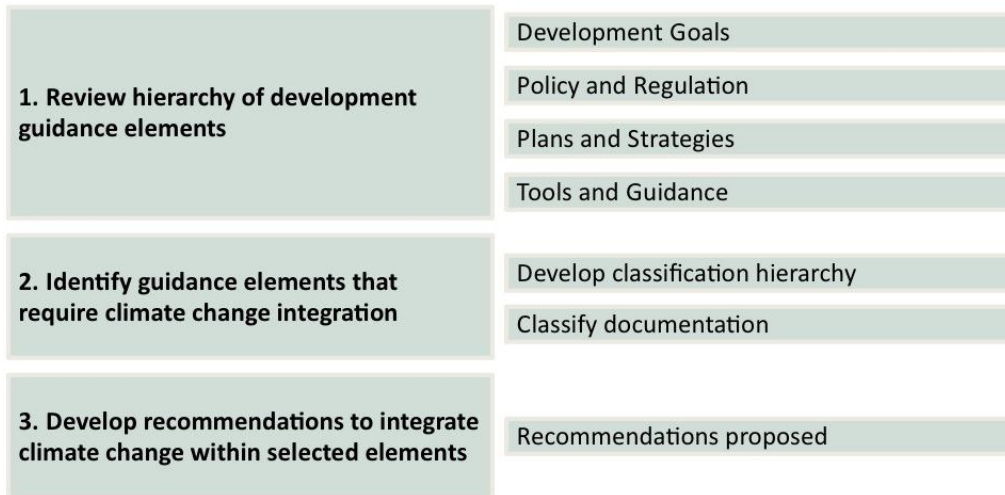 1. Review hierarchy of development
guidance elements
Development Goals
Policy and Regulation
Plans and Strategies
Tools and Guidance
2. Identify guidance elements that
require climate change integration
Develop classification hierarchy
Classify documentation
3. Develop recommendations to integrate
climate change within selected elements
Recommendations proposed